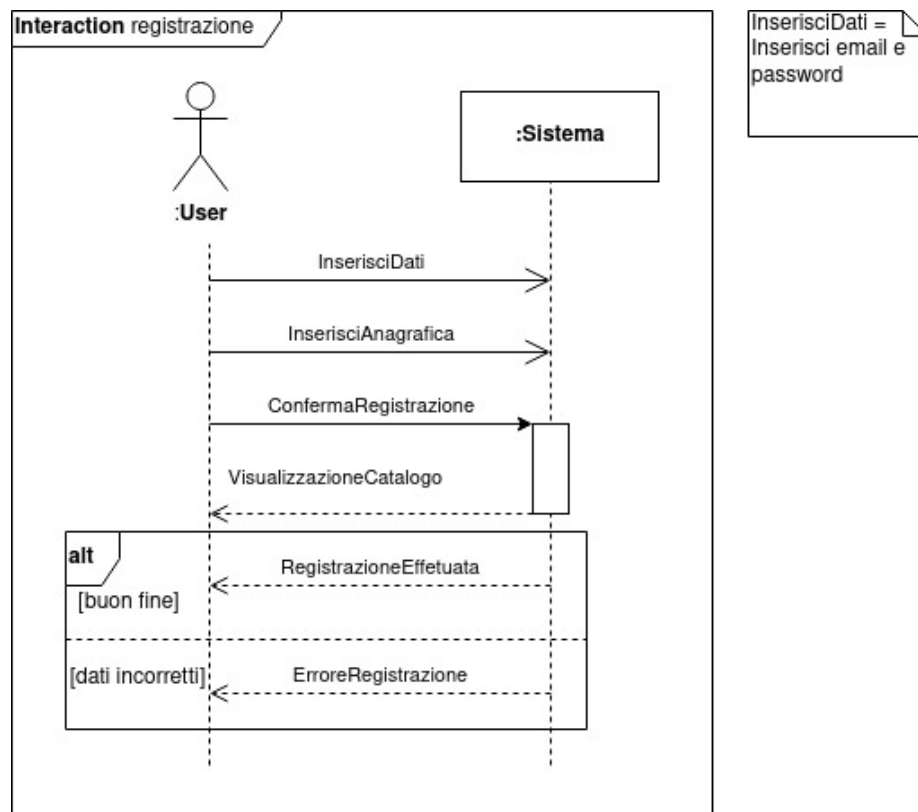 Interaction registrazione
InserisciDati =
Inserisci email e
password
:Sistema
:User
InserisciDati
InserisciAnagrafica
ConfermaRegistrazione
VisualizzazioneCatalogo
alt
RegistrazioneEffetuata
[buon fine]
[dati incorretti]
ErroreRegistrazione